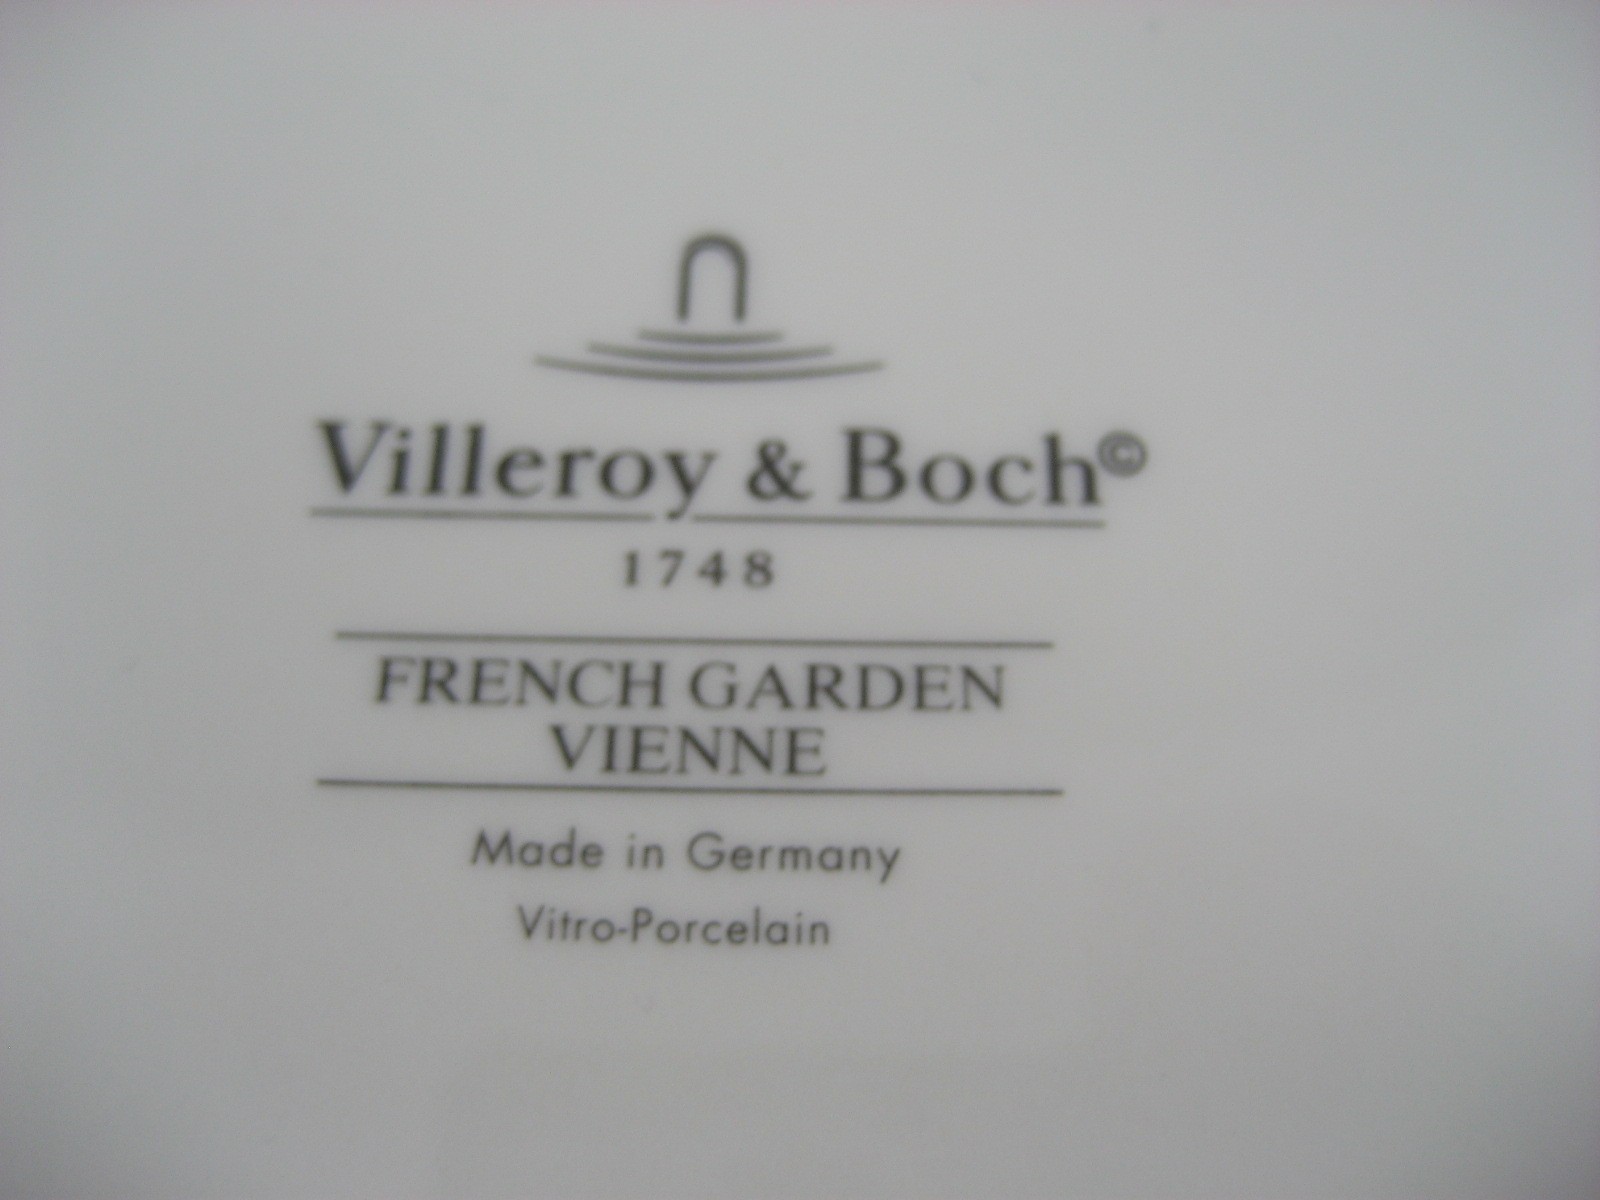 Villeroy & Boch©
1748
FRENCH GARDEN
VIENNE
Made in Germany
Vitro-Porcelain